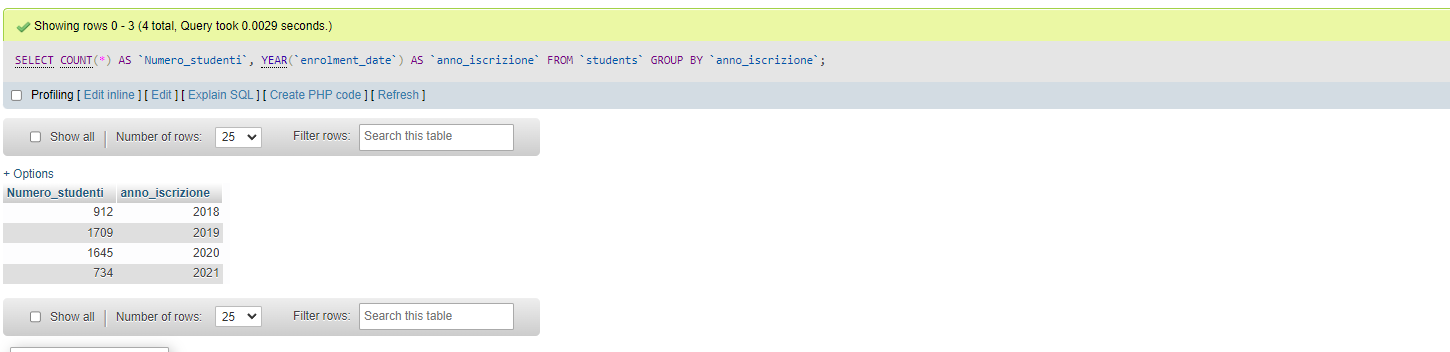 Showing rows 0 - 3 (4 total, Query took 0.0029 seconds.)
SELECT COUNT(*) AS `Numero_studenti`, YEAR(`enrolment_date`) AS `anno_iscrizione` FROM `students` GROUP BY `anno_iscrizione`;
Profiling [ Edit inline ] [ Edit ] [ Explain SQL ] [ Create PHP code ] [ Refresh ]
Show all | Number of rows: 25 Filter rows: Search this table
+ Options
Numero_studenti anno_iscrizione
912 2018
1709 2019
1645 2020
734 2021
Show all | Number of rows: 25 Filter rows: Search this table